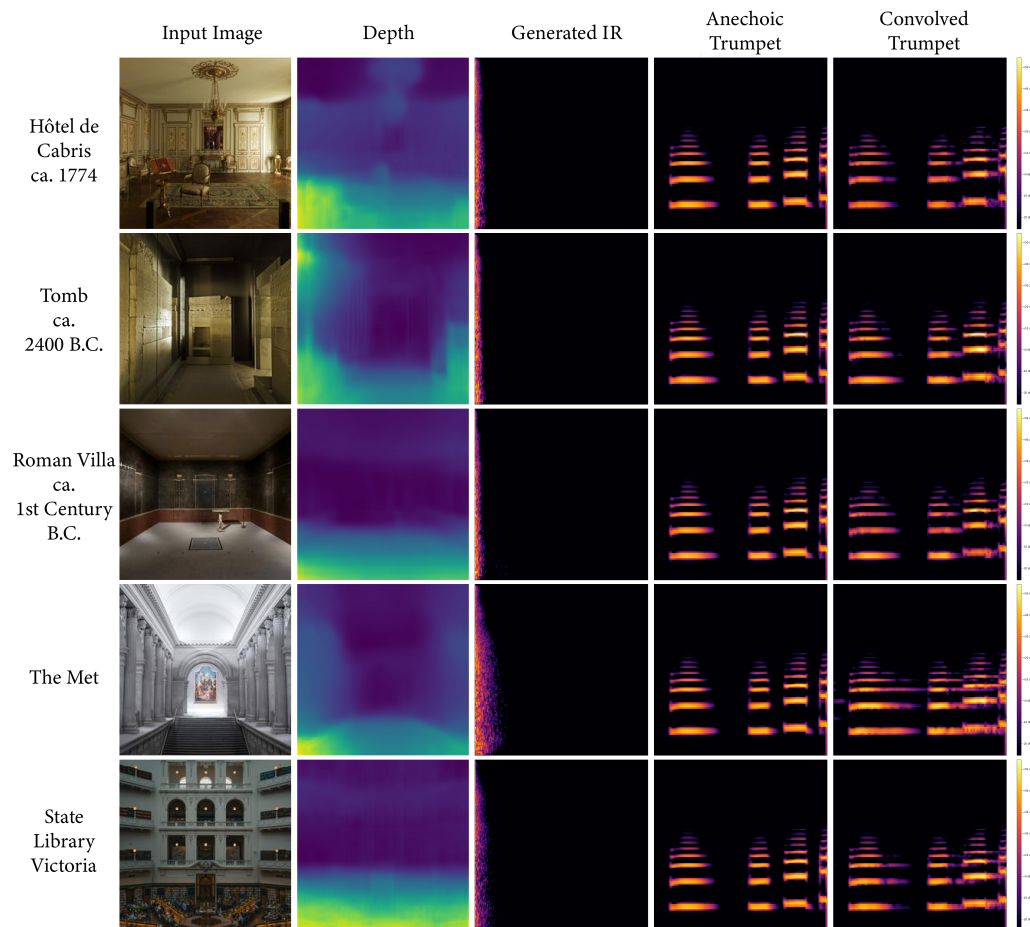 Input Image
Depth
Generated IR
Anechoic
Trumpet
Convolved
Trumpet
Hôtel de
Cabris
ca. 1774
Tomb
ca.
2400 B.C.
Roman Villa
ca.
1st Century
B.C.
The Met
State
Library
Victoria